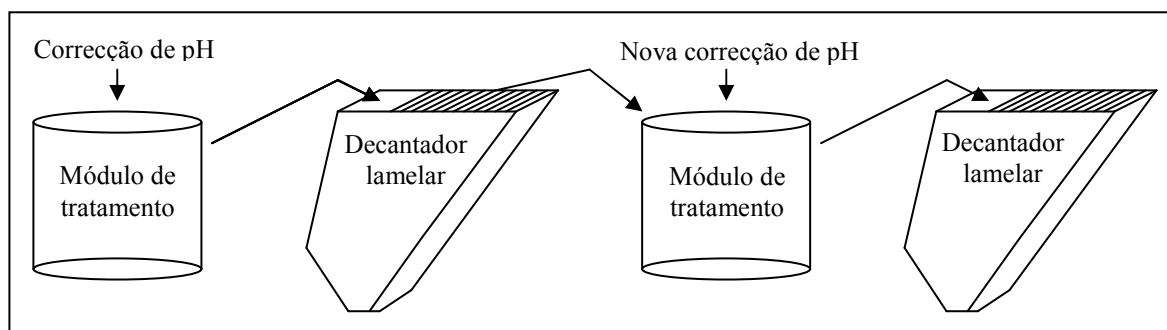 Correcção de pH
Módulo de
tratamento
Decantador
lamelar
Nova correcção de pH
Módulo de
tratamento
Decantador
lamelar